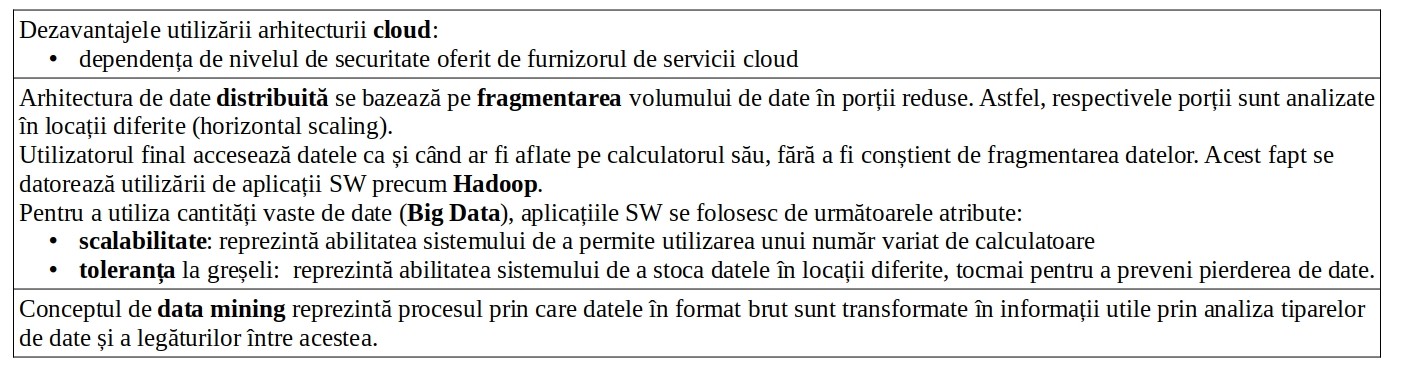 Dezavantajele utilizării arhitecturii cloud:
• dependența de nivelul de securitate oferit de furnizorul de servicii cloud
Arhitectura de date distribuită se bazează pe fragmentarea volumului de date în porții reduse. Astfel, respectivele porții sunt analizate
în locații diferite (horizontal scaling).
Utilizatorul final accesează datele ca și când ar fi aflate pe calculatorul său, fără a fi conștient de fragmentarea datelor. Acest fapt se
datorează utilizării de aplicații SW precum Hadoop.
Pentru a utiliza cantități vaste de date (Big Data), aplicațiile SW se folosesc de următoarele atribute:
• scalabilitate: reprezintă abilitatea sistemului de a permite utilizarea unui număr variat de calculatoare
• toleranța la greșeli: reprezintă abilitatea sistemului de a stoca datele în locații diferite, tocmai pentru a preveni pierderea de date.
Conceptul de data mining reprezintă procesul prin care datele în format brut sunt transformate în informații utile prin analiza tiparelor
de date și a legăturilor între acestea.